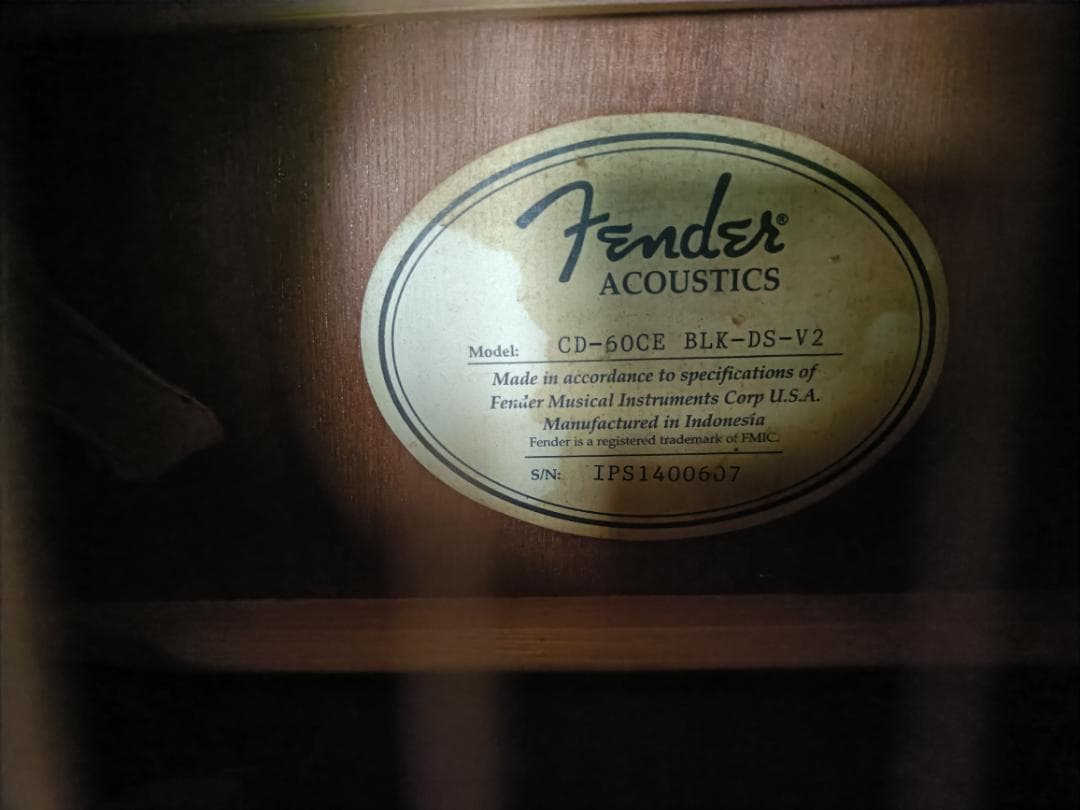 Fender®
ACOUSTICS
Model: CD-60CE BLK-DS-V2
Made in accordance to specifications of
Fender Musical Instruments Corp U.S.A.
Manufactured in Indonesia
Fender is a registered trademark of FMIC.
S/N: IPS1400607